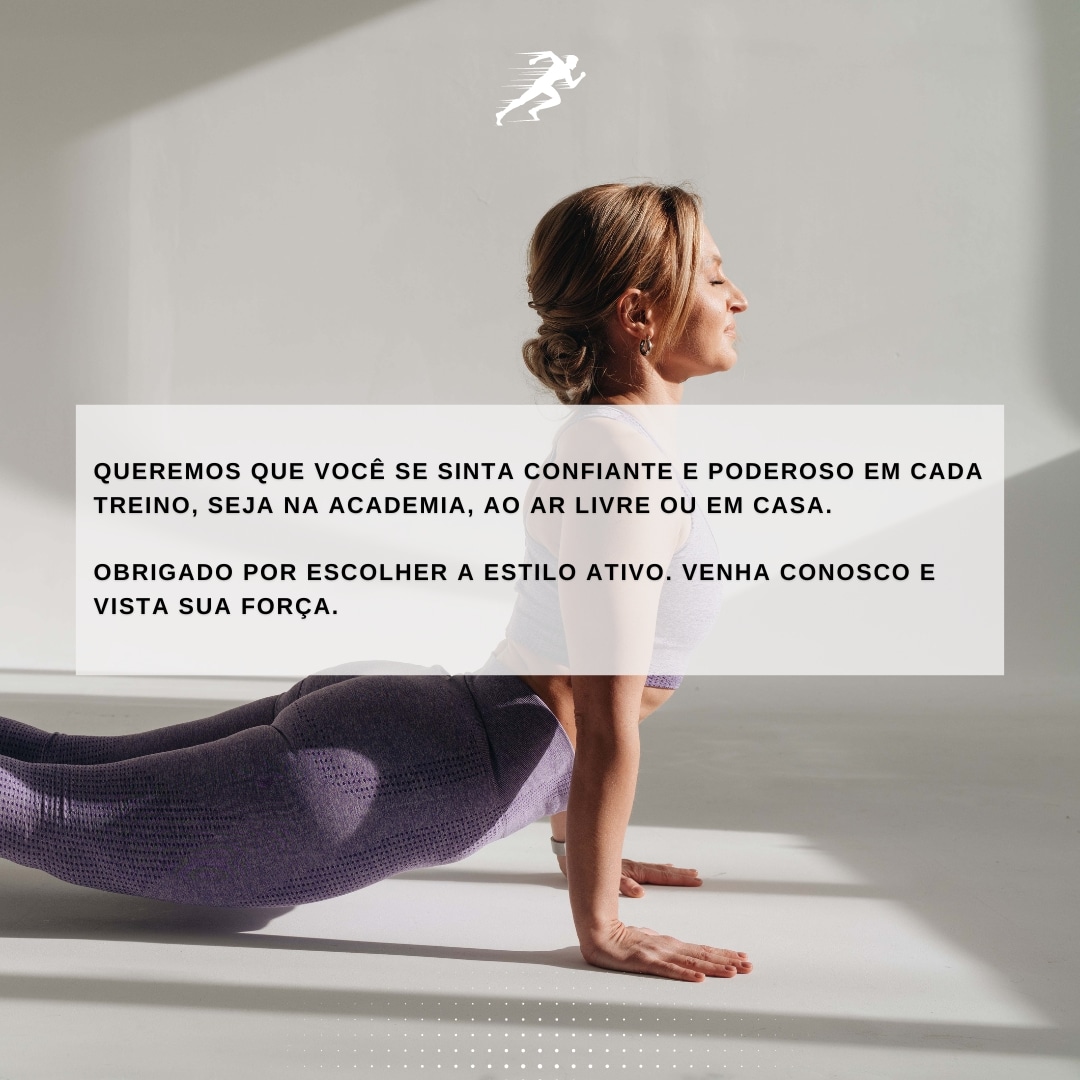 QUEREMOS QUE VOCÊ SE SINTA CONFIANTE E PODEROSO EM CADA
TREINO, SEJA NA ACADEMIA, AO AR LIVRE OU EM CASA.
OBRIGADO POR ESCOLHER A ESTILO ATIVO. VENHA CONOSCO E
VISTA SUA FORÇA.